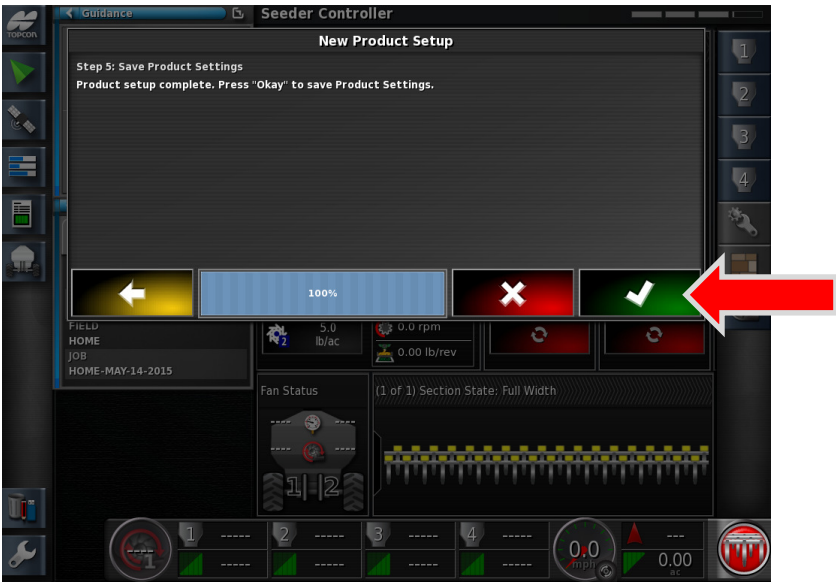 Guidance
Seeder Controller
TOPCON
New Product Setup
Step 5: Save Product Settings
Product setup complete. Press "Okay" to save Product Settings.
1
2
3
4
100%
FIELD
HOME
JOB
HOME-MAY-14-2015
2
5.0
lb/ac
0.0 rpm
0.00 lb/rev
Fan Status
(1 of 1) Section State: Full Width
---- ----
---- ----
1 2
----
1
1 -----
-----
2 -----
-----
3 -----
-----
4 -----
-----
0.0
mph
---
0.00
ac